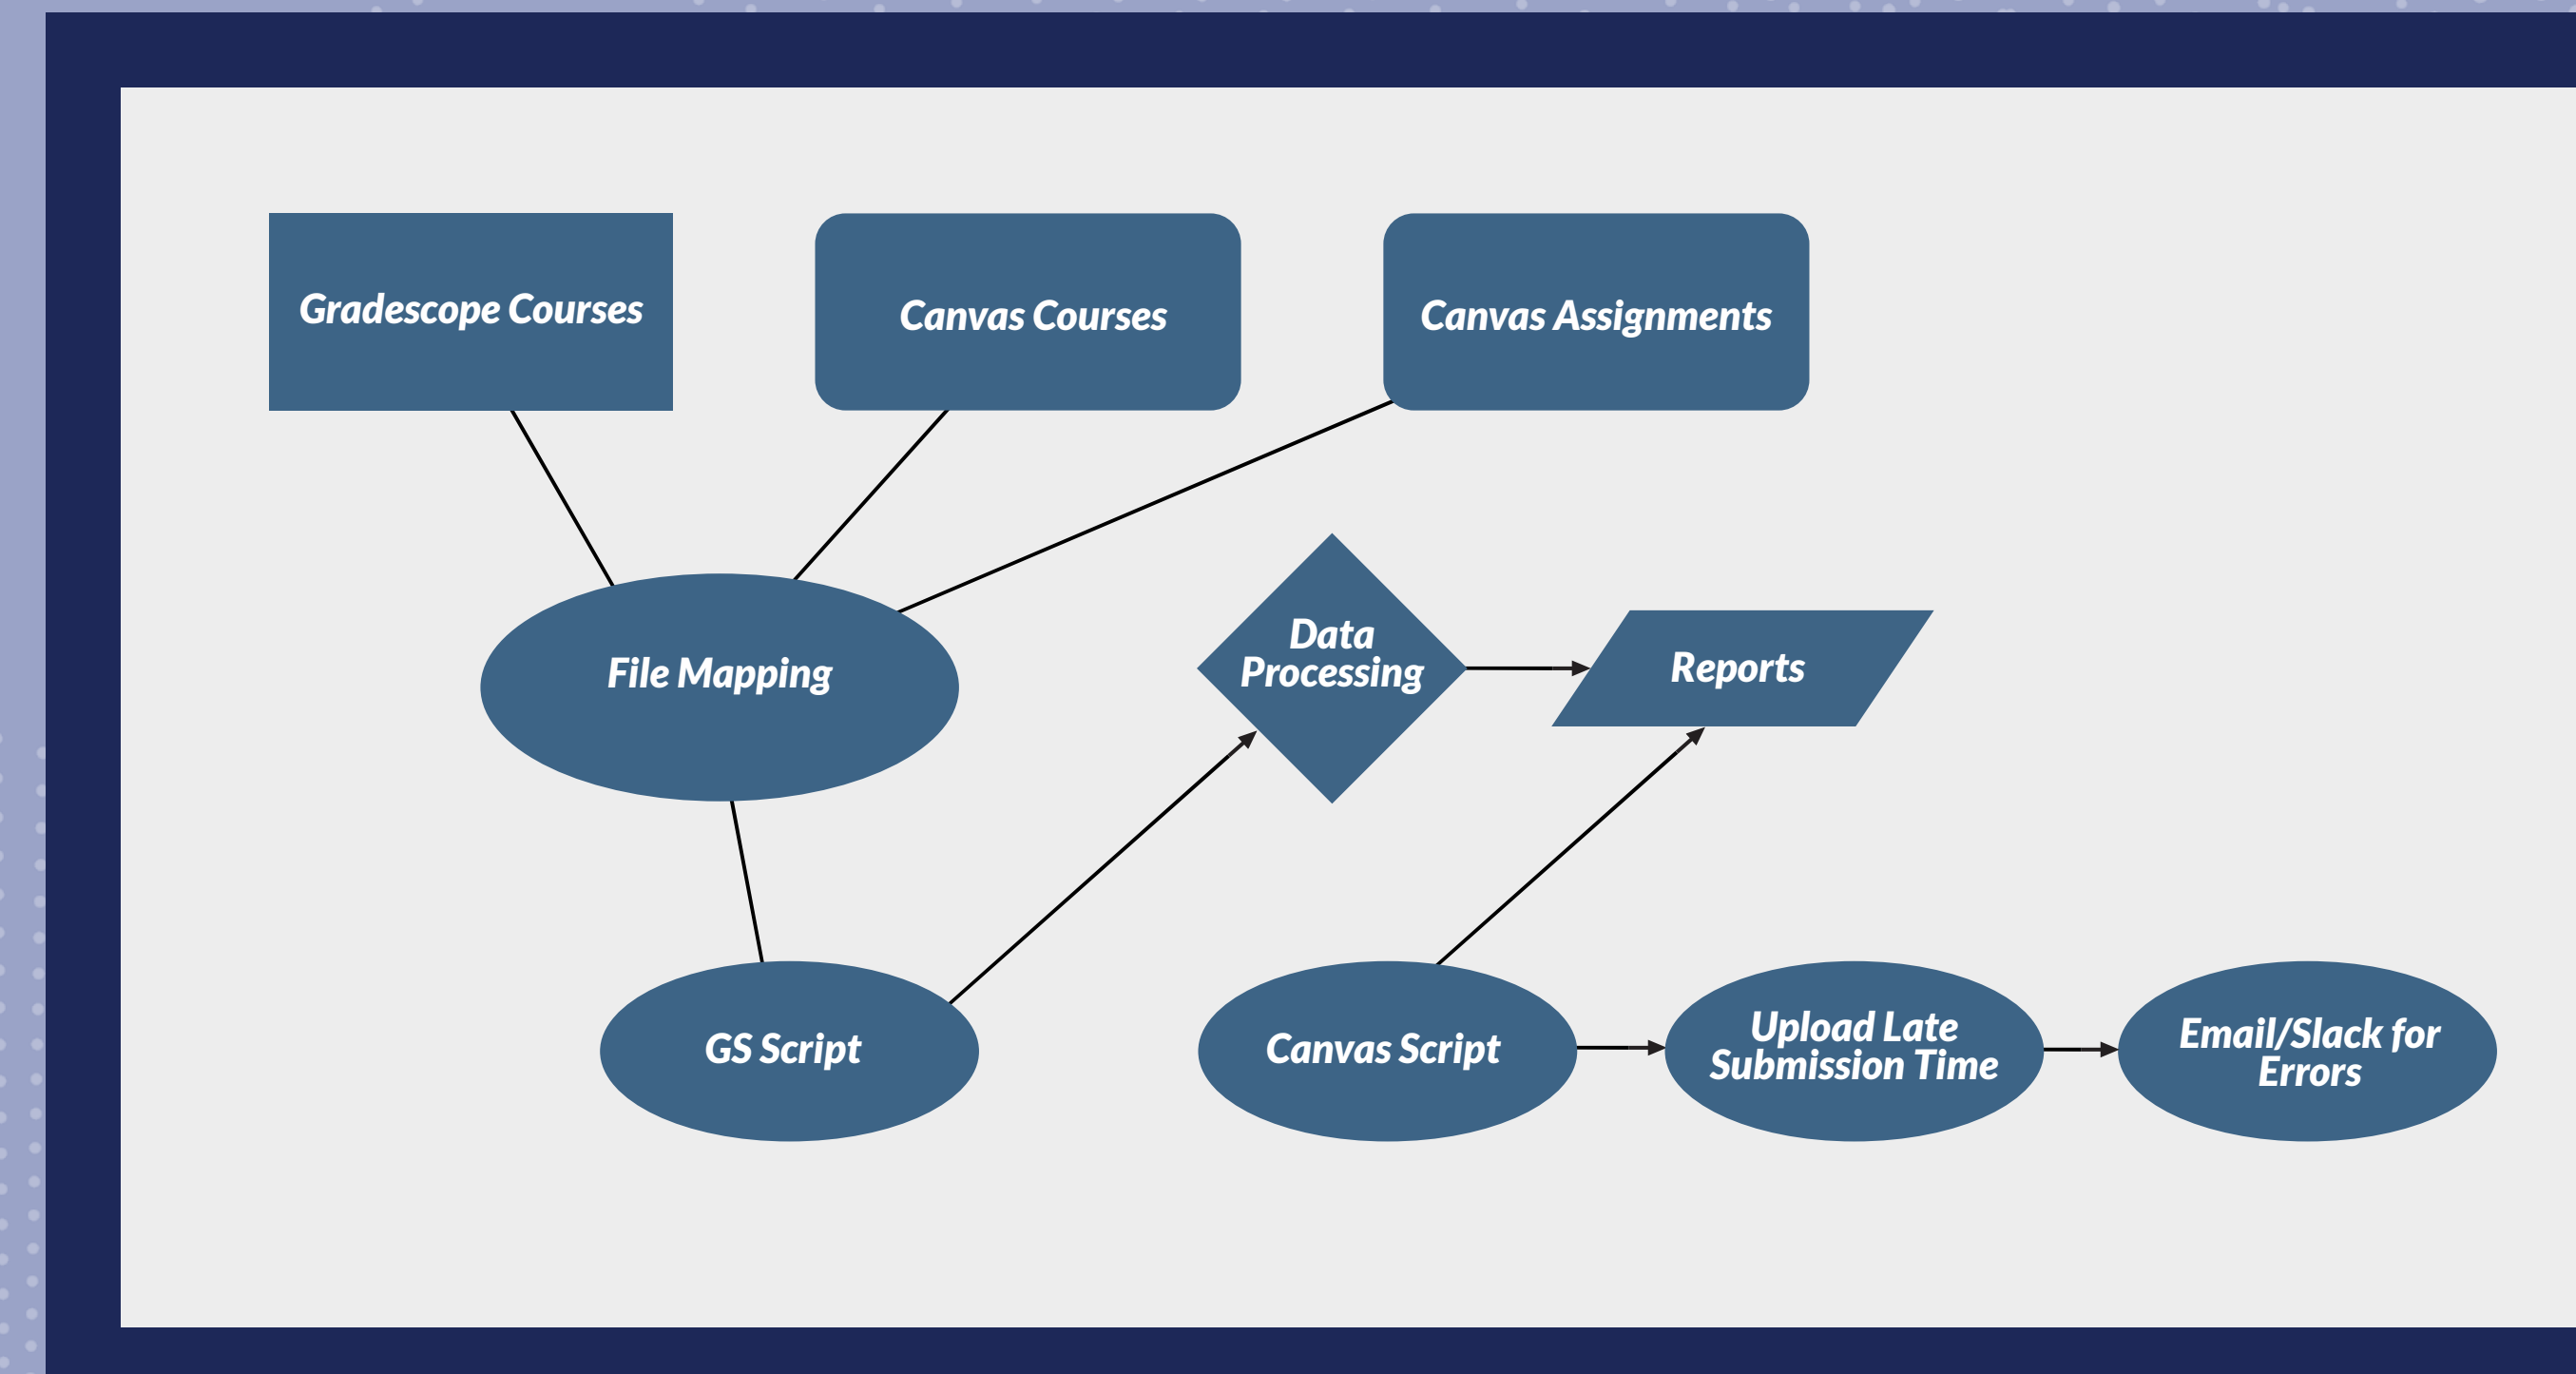 Gradescope Courses
Canvas Courses
Canvas Assignments
File Mapping
Data
Processing
Reports
GS Script
Canvas Script
Upload Late
Submission Time
Email/Slack for
Errors